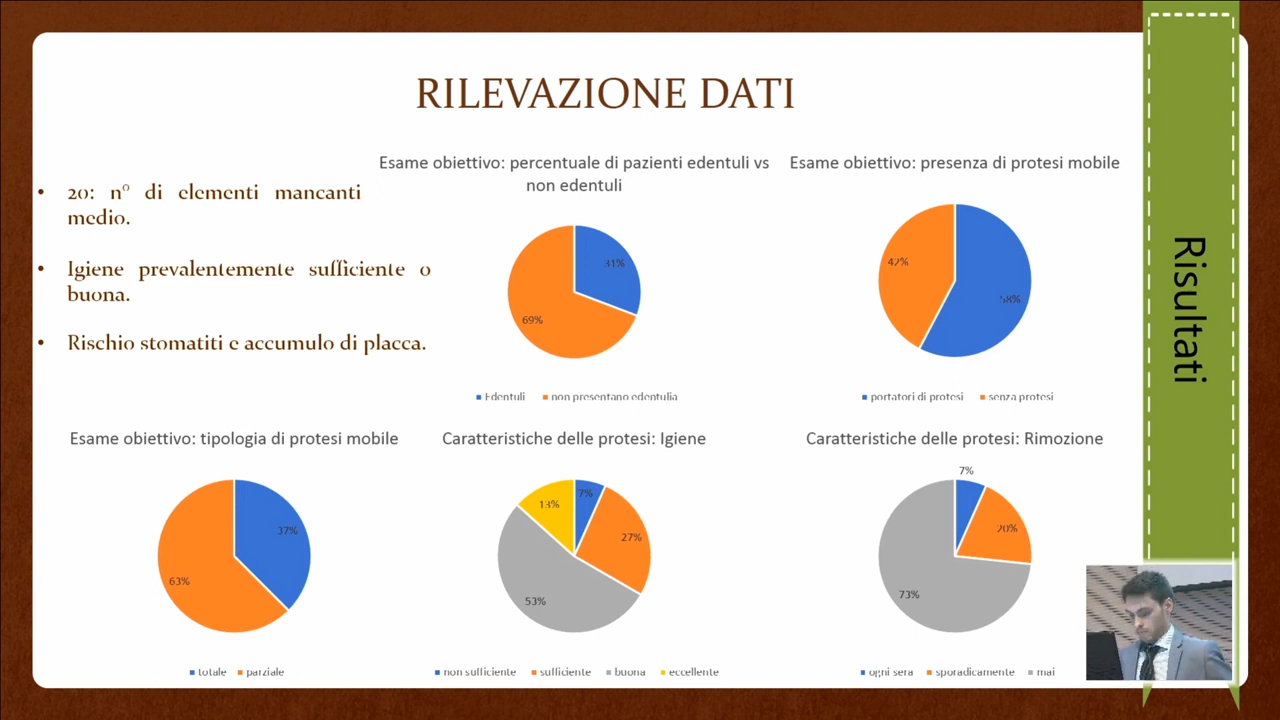 RILEVAZIONE DATI
• 20: n° di elementi mancanti
medio.
• Igiene prevalentemente sufficiente o
buona.
• Rischio stomatiti e accumulo di placca.
Esame obiettivo: percentuale di pazienti edentuli vs
non edentuli
31%
69%
Edentuli non presentano edentulia
Esame obiettivo: presenza di protesi mobile
42%
58%
portatori di protesi senza protesi
Esame obiettivo: tipologia di protesi mobile
37%
63%
totale parziale
Caratteristiche delle protesi: Igiene
7%
13%
27%
53%
non sufficiente sufficiente buona eccellente
Caratteristiche delle protesi: Rimozione
7%
20%
73%
ogni sera sporadicamente mai
Risultati